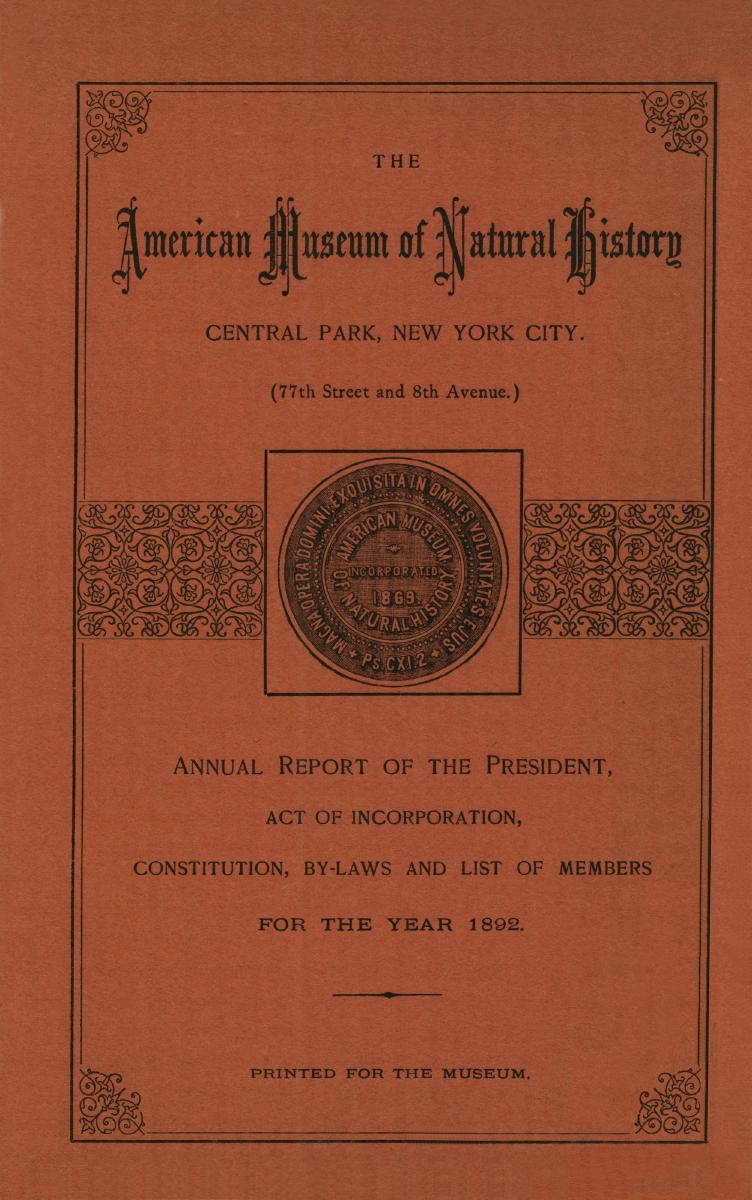 THE
American Museum of Natural History
CENTRAL PARK, NEW YORK CITY.
(77th Street and 8th Avenue.)
MAGNA OPERA DOMINI. EXQUISITA IN OMNES VOLUNTATES EJUS
AMERICAN MUSEUM
INCORPORATED
1869.
OF NATURAL HISTORY
Ps. CXI. 2
ANNUAL REPORT OF THE PRESIDENT,
ACT OF INCORPORATION,
CONSTITUTION, BY-LAWS AND LIST OF MEMBERS
FOR THE YEAR 1892.
PRINTED FOR THE MUSEUM.